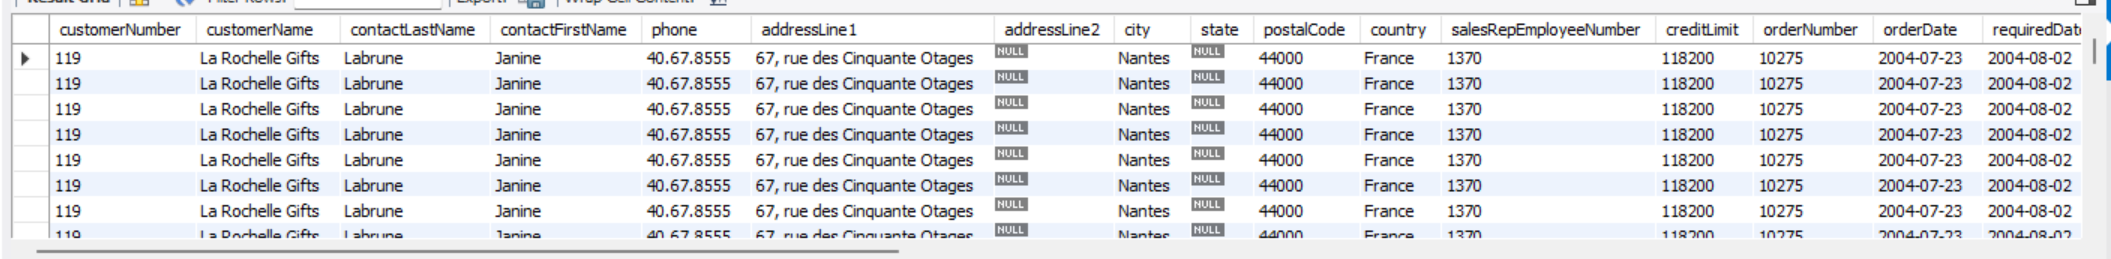 Result Grid Filter Rows: Export: Wrap Cell Content:
customerNumber customerName contactLastName contactFirstName phone addressLine1 addressLine2 city state postalCode country salesRepEmployeeNumber creditLimit orderNumber orderDate requiredDat
119 La Rochelle Gifts Labrune Janine 40.67.8555 67, rue des Cinquante Otages NULL Nantes NULL 44000 France 1370 118200 10275 2004-07-23 2004-08-02
119 La Rochelle Gifts Labrune Janine 40.67.8555 67, rue des Cinquante Otages NULL Nantes NULL 44000 France 1370 118200 10275 2004-07-23 2004-08-02
119 La Rochelle Gifts Labrune Janine 40.67.8555 67, rue des Cinquante Otages NULL Nantes NULL 44000 France 1370 118200 10275 2004-07-23 2004-08-02
119 La Rochelle Gifts Labrune Janine 40.67.8555 67, rue des Cinquante Otages NULL Nantes NULL 44000 France 1370 118200 10275 2004-07-23 2004-08-02
119 La Rochelle Gifts Labrune Janine 40.67.8555 67, rue des Cinquante Otages NULL Nantes NULL 44000 France 1370 118200 10275 2004-07-23 2004-08-02
119 La Rochelle Gifts Labrune Janine 40.67.8555 67, rue des Cinquante Otages NULL Nantes NULL 44000 France 1370 118200 10275 2004-07-23 2004-08-02
119 La Rochelle Gifts Labrune Janine 40.67.8555 67, rue des Cinquante Otages NULL Nantes NULL 44000 France 1370 118200 10275 2004-07-23 2004-08-02
119 La Rochelle Gifts Labrune Janine 40.67.8555 67, rue des Cinquante Otages NULL Nantes NULL 44000 France 1370 118200 10275 2004-07-23 2004-08-02